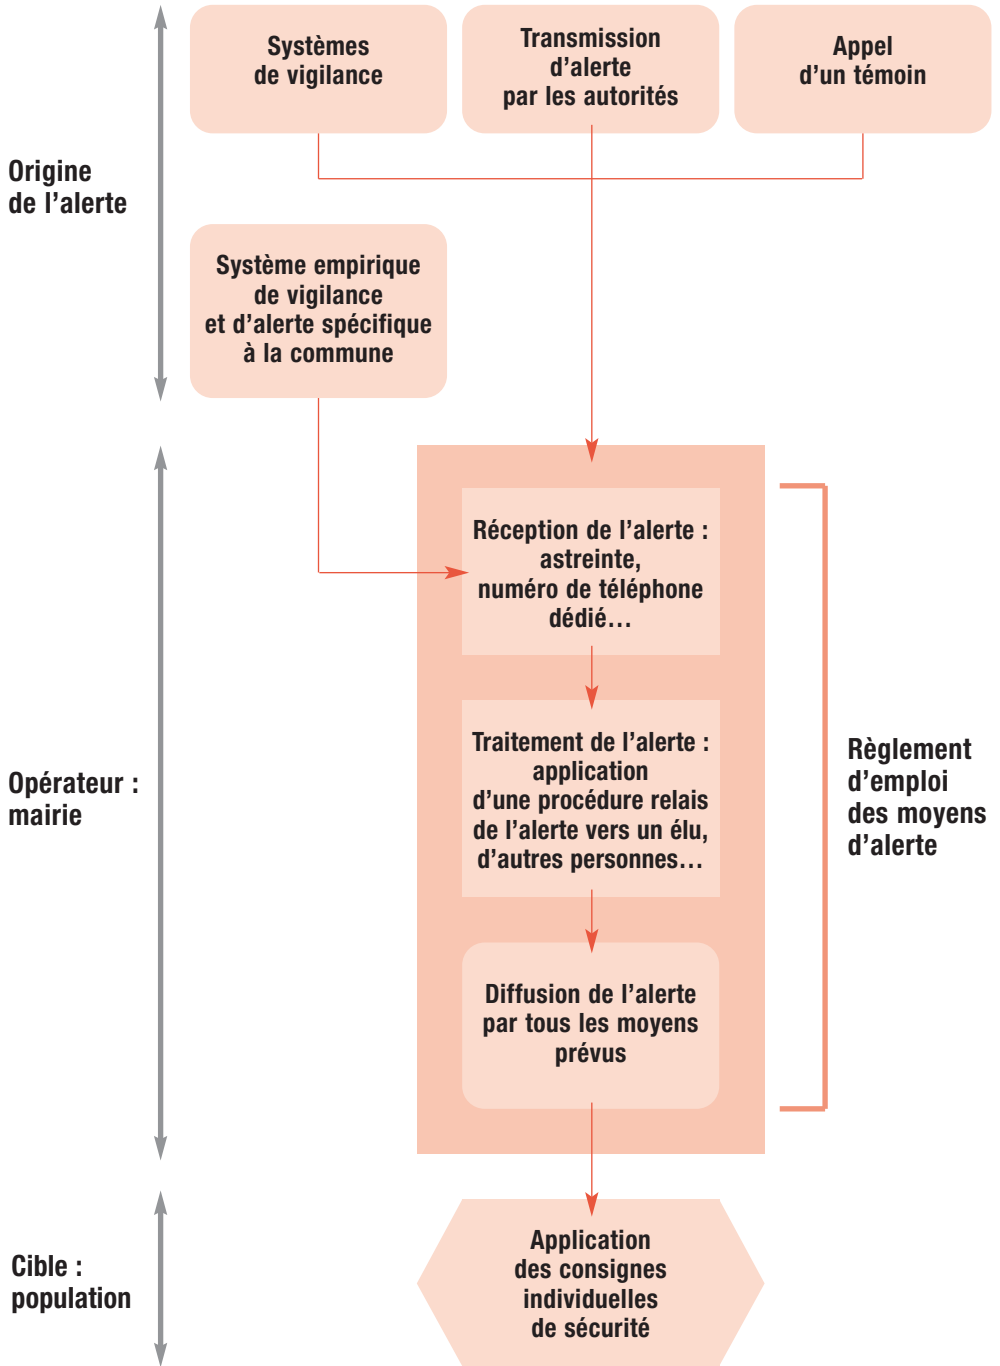 Systèmes
de vigilance
Transmission
d’alerte
par les autorités
Appel
d’un témoin
Origine
de l’alerte
Système empirique
de vigilance
et d’alerte spécifique
à la commune
Réception de l’alerte :
astreinte,
numéro de téléphone
dédié…
Opérateur :
mairie
Traitement de l’alerte :
application
d’une procédure relais
de l’alerte vers un élu,
d’autres personnes…
Règlement
d’emploi
des moyens
d’alerte
Diffusion de l’alerte
par tous les moyens
prévus
Cible :
population
Application
des consignes
individuelles
de sécurité